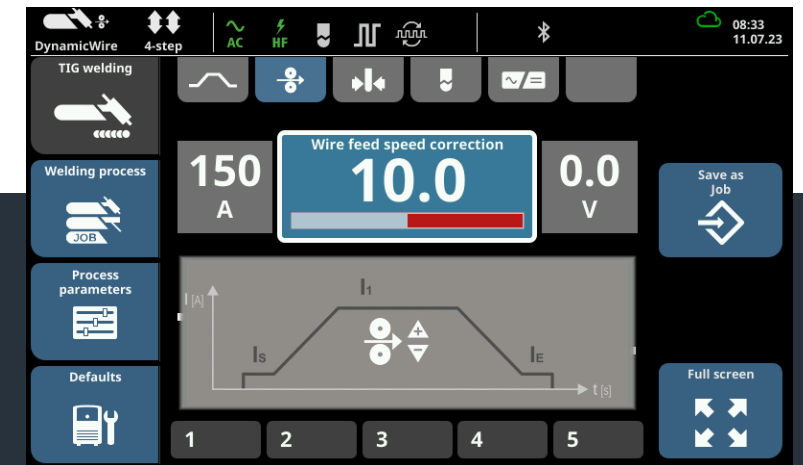 DynamicWire
4-step
AC
HF
08:33
11.07.23
TIG welding
Welding process
JOB
Process
parameters
Defaults
150
A
Wire feed speed correction
10.0
0.0
V
Save as
Job
I [A]
I₁
Iₛ
I_E
t [s]
Full screen
1
2
3
4
5